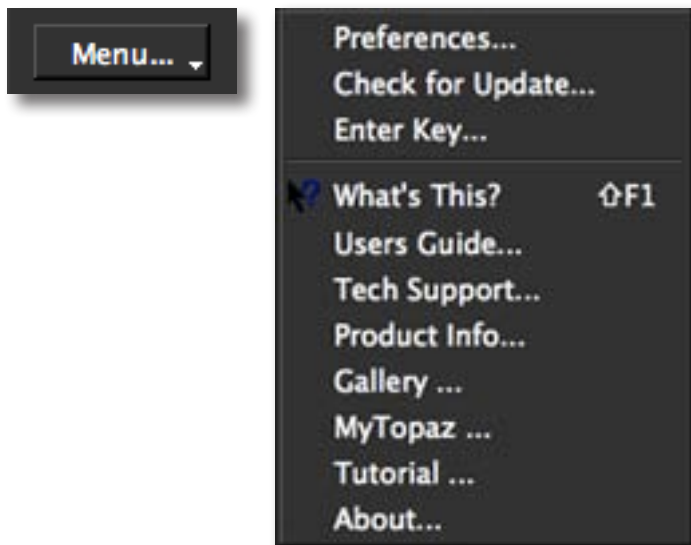 Menu...
Preferences...
Check for Update...
Enter Key...
What's This? ⇧F1
Users Guide...
Tech Support...
Product Info...
Gallery ...
MyTopaz ...
Tutorial ...
About...